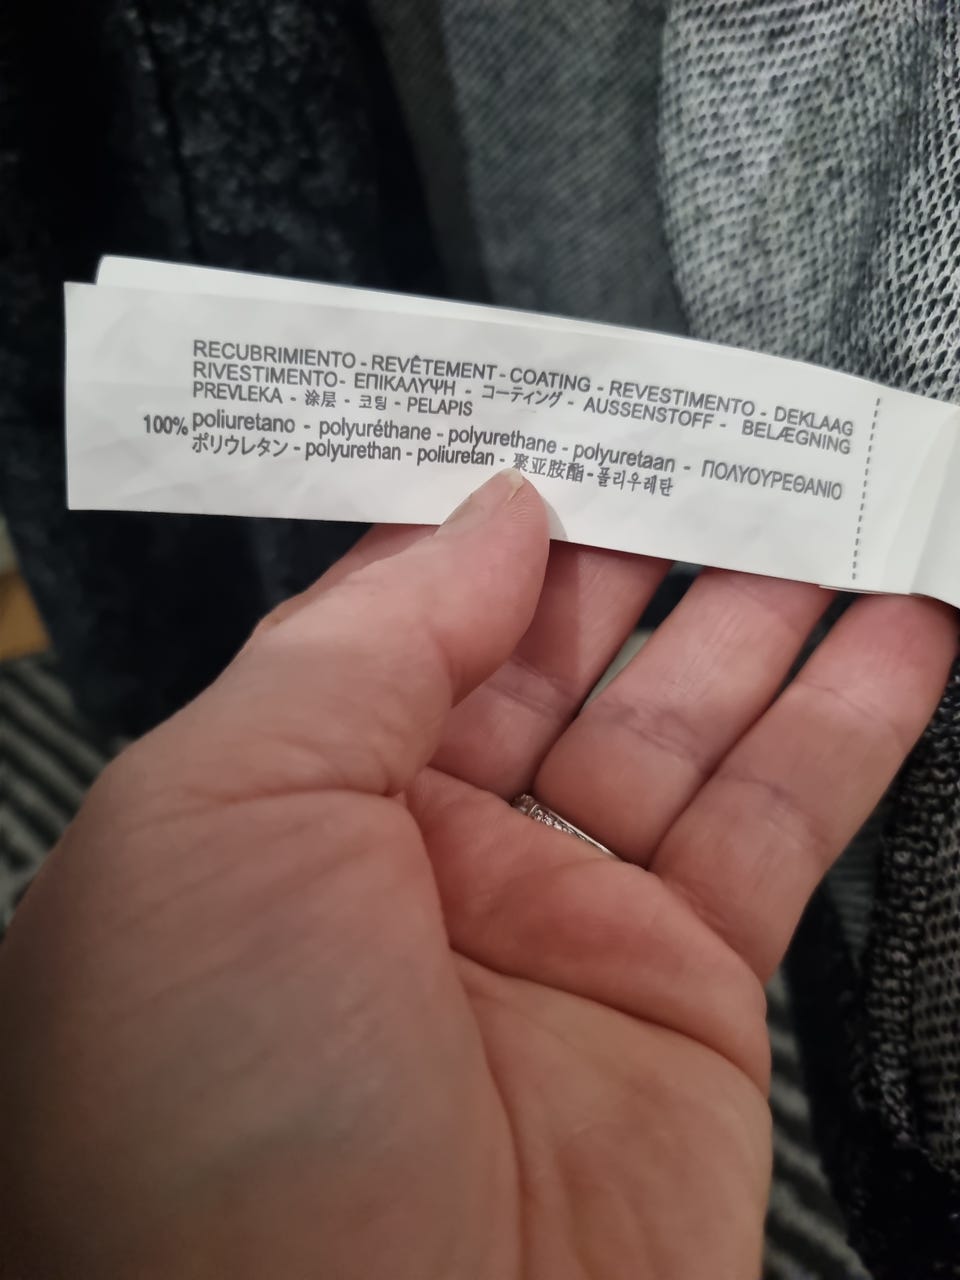 RECUBRIMIENTO - REVÊTEMENT - COATING - REVESTIMENTO - DEKLAAG
RIVESTIMENTO- ΕΠΙΚΑΛΥΨΗ - コーティング - AUSSENSTOFF - BELÆGNING
PREVLEKA - 涂层 - 코팅 - PELAPIS
100% poliuretano - polyuréthane - polyurethane - polyuretaan - ΠΟΛΥΟΥΡΕΘΑΝΙΟ
ポリウレタン - polyurethan - poliuretan - 聚亚胺酯 - 폴리우레탄